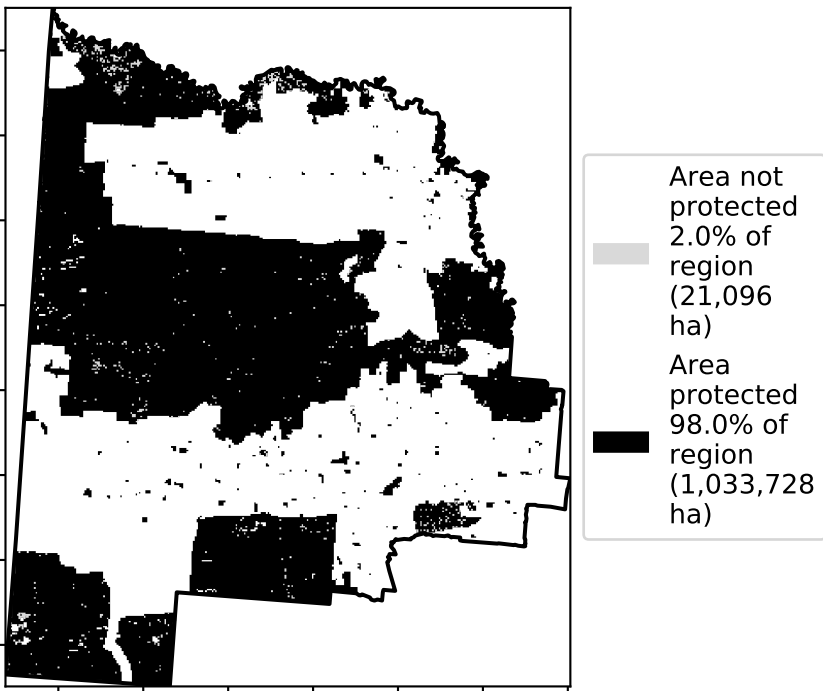 Area not
protected
2.0% of
region
(21,096
ha)
Area
protected
98.0% of
region
(1,033,728
ha)